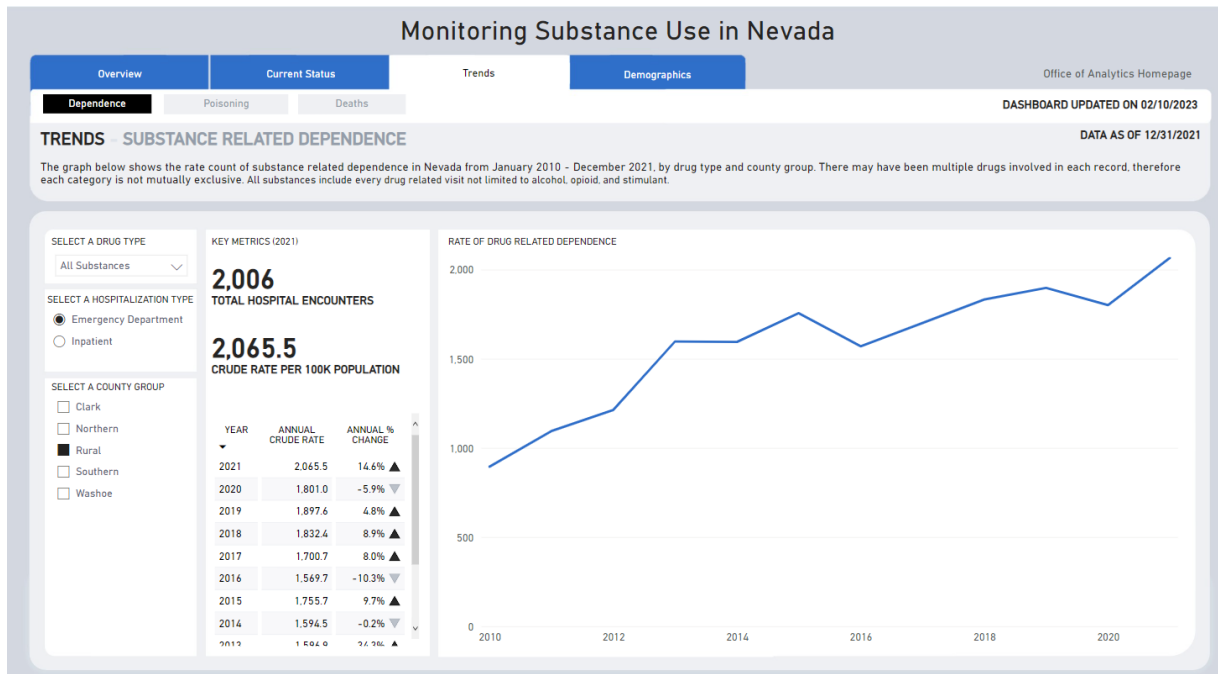 Monitoring Substance Use in Nevada
Overview
Current Status
Trends
Demographics
Office of Analytics Homepage
Dependence
Poisoning
Deaths
DASHBOARD UPDATED ON 02/10/2023
TRENDS - SUBSTANCE RELATED DEPENDENCE
DATA AS OF 12/31/2021
The graph below shows the rate count of substance related dependence in Nevada from January 2010 - December 2021, by drug type and county group. There may have been multiple drugs involved in each record, therefore
each category is not mutually exclusive. All substances include every drug related visit not limited to alcohol, opioid, and stimulant.
SELECT A DRUG TYPE
All Substances
SELECT A HOSPITALIZATION TYPE
Emergency Department
Inpatient
SELECT A COUNTY GROUP
Clark
Northern
Rural
Southern
Washoe
KEY METRICS (2021)
2,006
TOTAL HOSPITAL ENCOUNTERS
2,065.5
CRUDE RATE PER 100K POPULATION
YEAR ANNUAL CRUDE RATE ANNUAL % CHANGE
2021 2,065.5 14.6% ▲
2020 1,801.0 -5.9% ▼
2019 1,897.6 4.8% ▲
2018 1,832.4 8.9% ▲
2017 1,700.7 8.0% ▲
2016 1,569.7 -10.3% ▼
2015 1,755.7 9.7% ▲
2014 1,594.5 -0.2% ▼
RATE OF DRUG RELATED DEPENDENCE
2,000
1,500
1,000
500
0
2010 2012 2014 2016 2018 2020